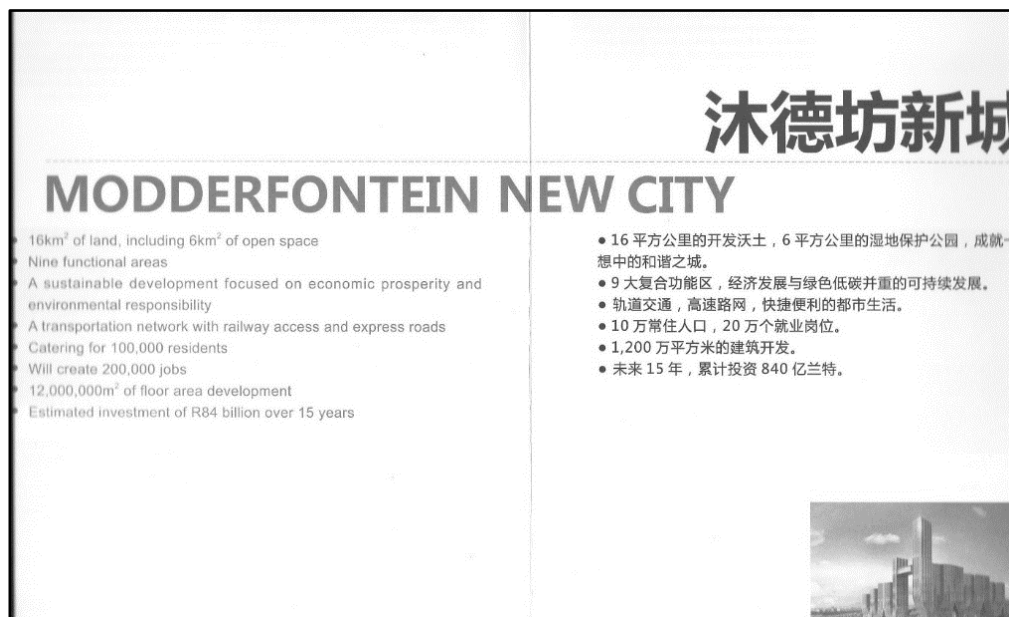 沐德坊新城
MODDERFONTEIN NEW CITY
• 16km² of land, including 6km² of open space
• Nine functional areas
• A sustainable development focused on economic prosperity and
environmental responsibility
• A transportation network with railway access and express roads
• Catering for 100,000 residents
• Will create 200,000 jobs
• 12,000,000m² of floor area development
• Estimated investment of R84 billion over 15 years
● 16 平方公里的开发沃土，6 平方公里的湿地保护公园，成就一
想中的和谐之城。
● 9 大复合功能区，经济发展与绿色低碳并重的可持续发展。
● 轨道交通，高速路网，快捷便利的都市生活。
● 10 万常住人口，20 万个就业岗位。
● 1,200 万平方米的建筑开发。
● 未来 15 年，累计投资 840 亿兰特。